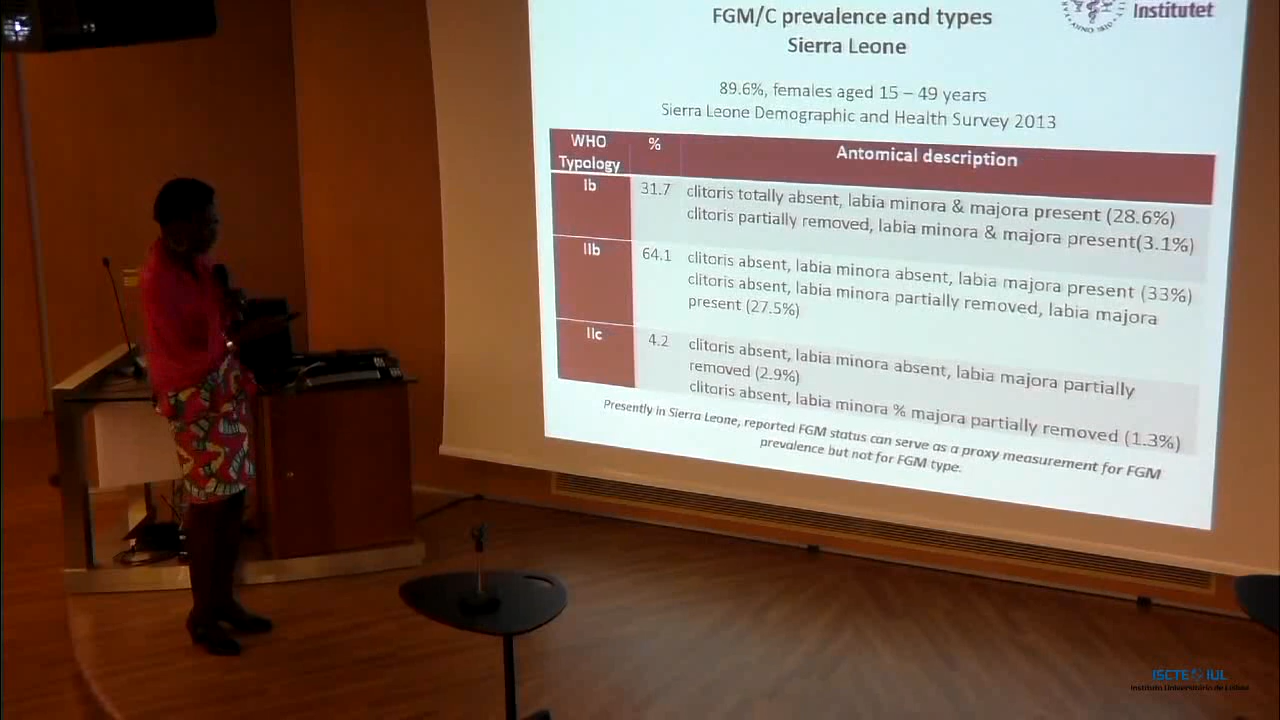 Institutet
FGM/C prevalence and types
Sierra Leone
89.6%, females aged 15 – 49 years
Sierra Leone Demographic and Health Survey 2013
WHO Typology
%
Antomical description
Ib
31.7
clitoris totally absent, labia minora & majora present (28.6%)
clitoris partially removed, labia minora & majora present(3.1%)
IIb
64.1
clitoris absent, labia minora absent, labia majora present (33%)
clitoris absent, labia minora partially removed, labia majora
present (27.5%)
IIc
4.2
clitoris absent, labia minora absent, labia majora partially
removed (2.9%)
clitoris absent, labia minora % majora partially removed (1.3%)
Presently in Sierra Leone, reported FGM status can serve as a proxy measurement for FGM
prevalence but not for FGM type.
ISCTE IUL
Instituto Universitário de Lisboa